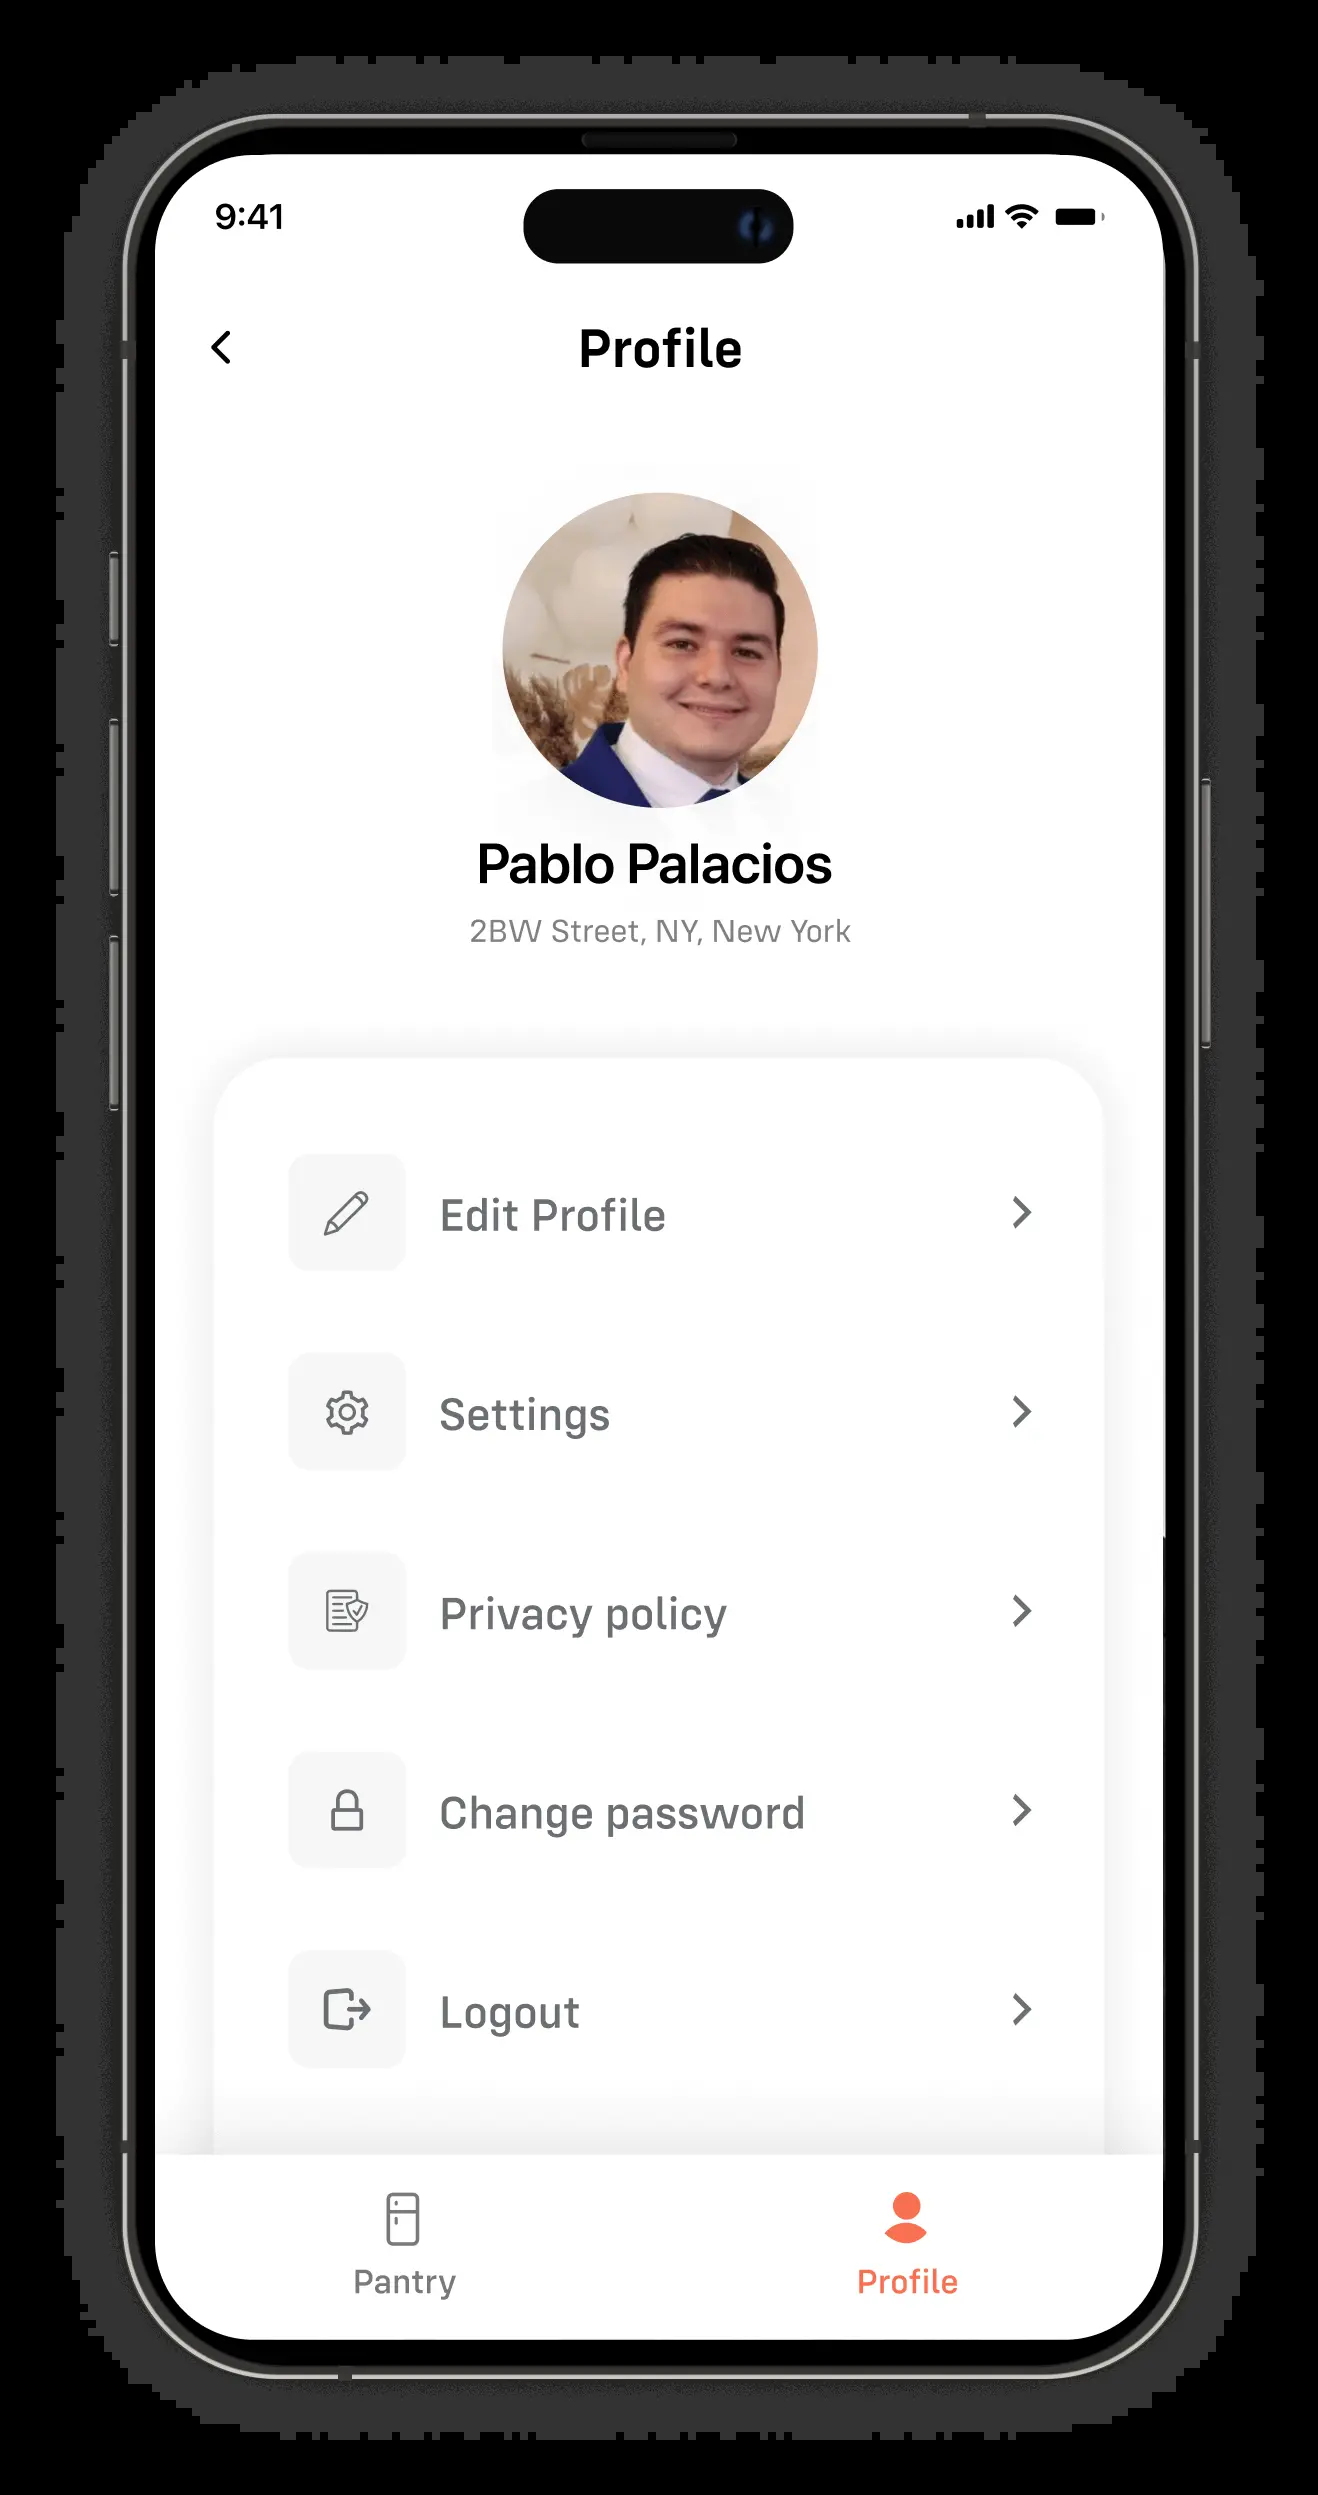 9:41
Profile
Pablo Palacios
2BW Street, NY, New York
Edit Profile
Settings
Privacy policy
Change password
Logout
Pantry
Profile